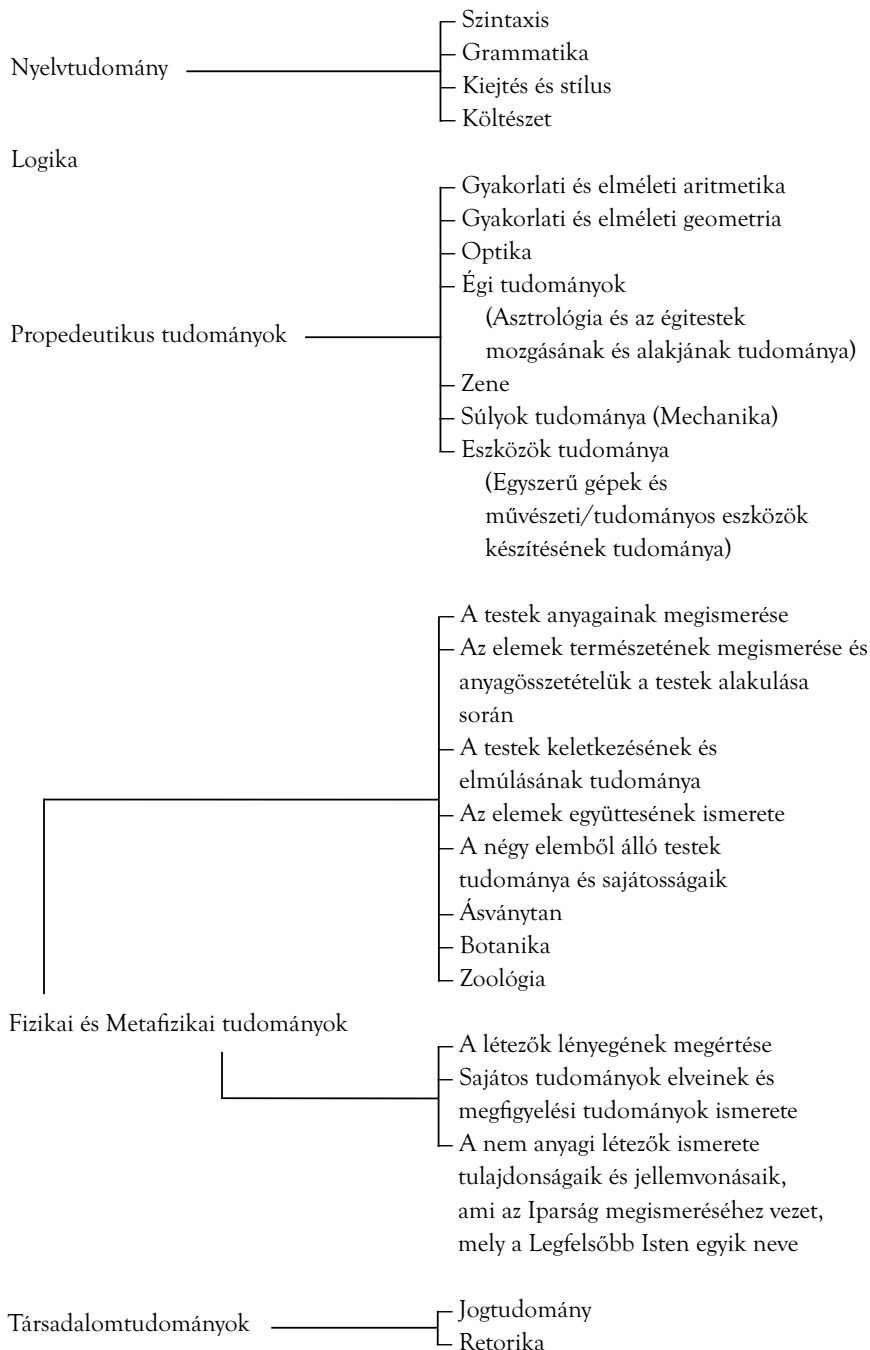 Nyelvtudomány
Szintaxis
Grammatika
Kiejtés és stílus
Költészet
Logika
Propedeutikus tudományok
Gyakorlati és elméleti aritmetika
Gyakorlati és elméleti geometria
Optika
Égi tudományok
(Asztrológia és az égitestek
mozgásának és alakjának tudománya)
Zene
Súlyok tudománya (Mechanika)
Eszközök tudománya
(Egyszerű gépek és
művészeti/tudományos eszközök
készítésének tudománya)
Fizikai és Metafizikai tudományok
A testek anyagainak megismerése
Az elemek természetének megismerése és
anyagösszetételük a testek alakulása
során
A testek keletkezésének és
elmúlásának tudománya
Az elemek együttesének ismerete
A négy elemből álló testek
tudománya és sajátosságaik
Ásványtan
Botanika
Zoológia
A létezők lényegének megértése
Sajátos tudományok elveinek és
megfigyelési tudományok ismerete
A nem anyagi létezők ismerete
tulajdonságaik és jellemvonásaik,
ami az Iparság megismeréséhez vezet,
mely a Legfelsőbb Isten egyik neve
Társadalomtudományok
Jogtudomány
Retorika